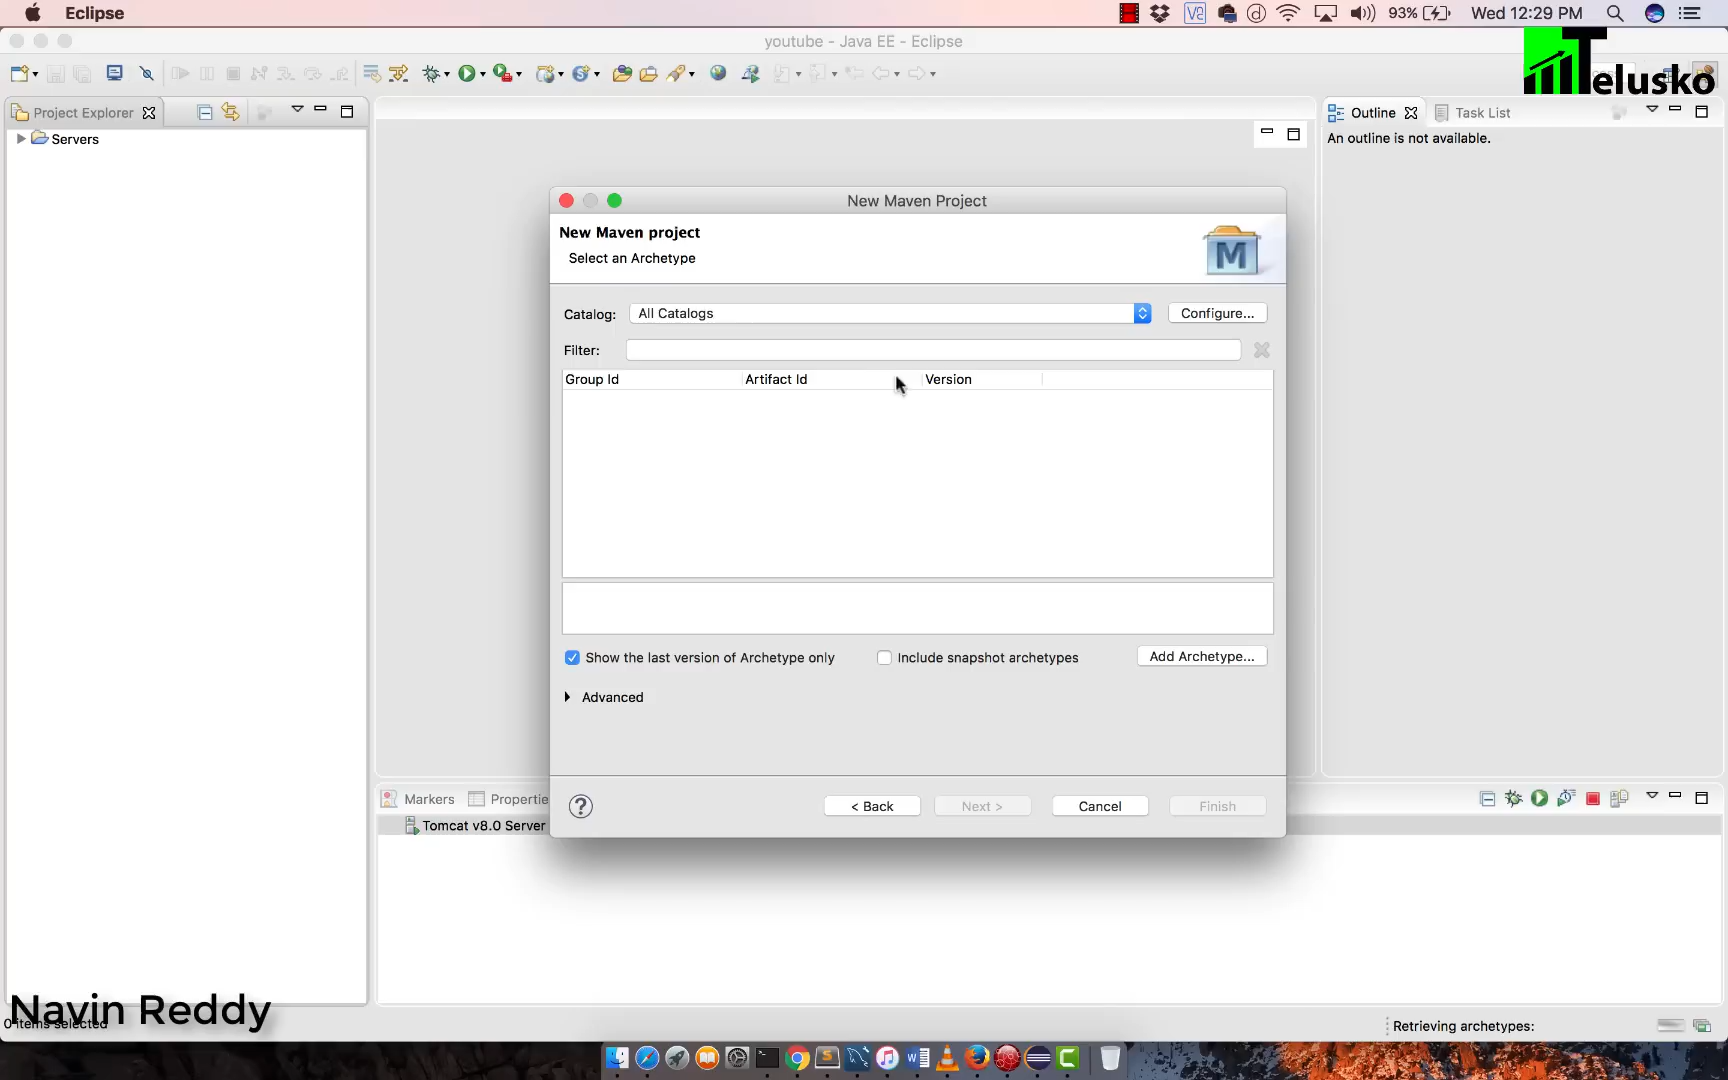 Eclipse
93%
Wed 12:29 PM
youtube - Java EE - Eclipse
Telusko
Project Explorer
Servers
Outline
Task List
An outline is not available.
New Maven Project
New Maven project
Select an Archetype
M
Catalog:
All Catalogs
Configure...
Filter:
Group Id
Artifact Id
Version
Show the last version of Archetype only
Include snapshot archetypes
Add Archetype...
Advanced
?
< Back
Next >
Cancel
Finish
Markers
Propertie
Tomcat v8.0 Server
Navin Reddy
0 items selected
Retrieving archetypes: